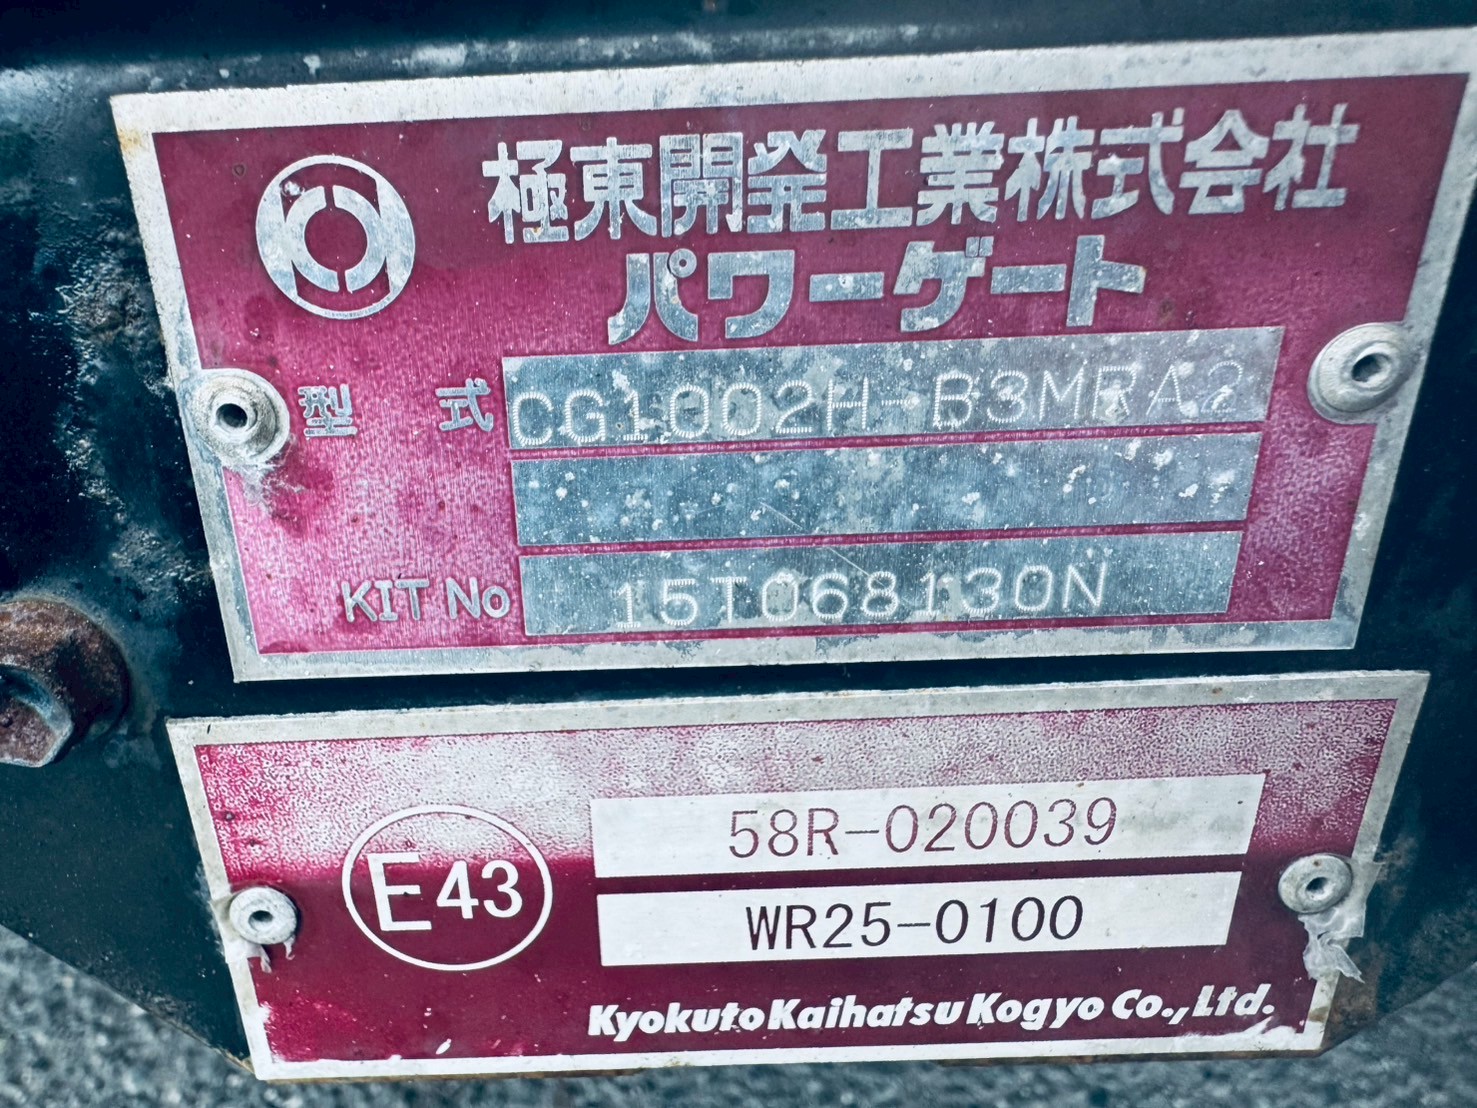 極東開発工業株式会社
パワーゲート
型 式 CG1002H-B3MRA2
KIT No 15T068130N
E 43
58R-020039
WR25-0100
Kyokuto Kaihatsu Kogyo Co., Ltd.